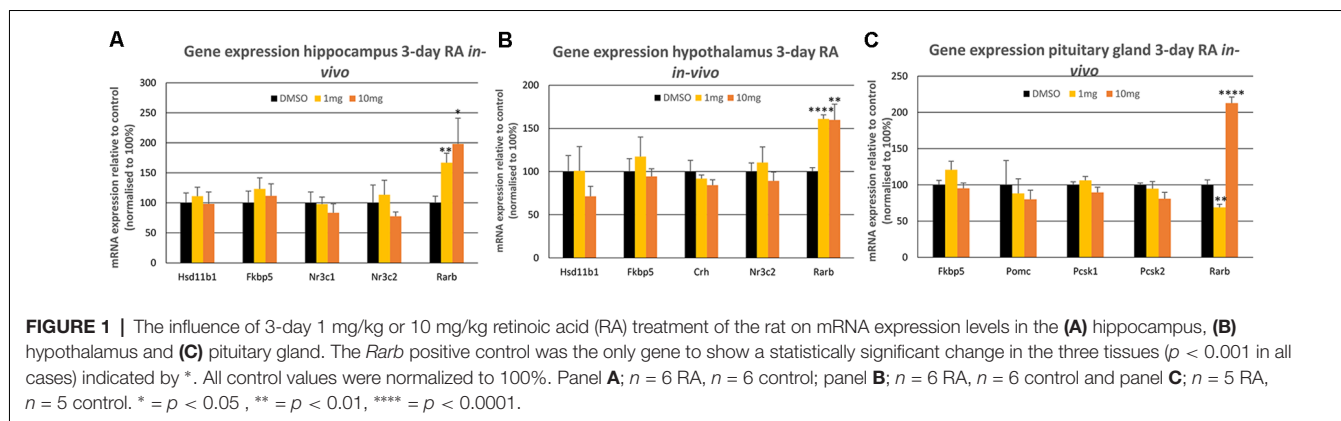 A
Gene expression hippocampus 3-day RA in-
vivo
mRNA expression relative to control
(normalised to 100%)
300
250
200
150
100
50
0
DMSO 1mg 10mg
** *
Hsd11b1 Fkbp5 Nr3c1 Nr3c2 Rarb
B
Gene expression hypothalamus 3-day RA
in-vivo
mRNA expression relative to control
(normalised to 100%)
200
150
100
50
0
DMSO 1mg 10mg
**** **
Hsd11b1 Fkbp5 Crh Nr3c2 Rarb
C
Gene expression pituitary gland 3-day RA in-
vivo
mRNA expression relative to control
(normalised to 100%)
250
200
150
100
50
0
DMSO 1mg 10mg
** ****
Fkbp5 Pomc Pcsk1 Pcsk2 Rarb
FIGURE 1 | The influence of 3-day 1 mg/kg or 10 mg/kg retinoic acid (RA) treatment of the rat on mRNA expression levels in the (A) hippocampus, (B)
hypothalamus and (C) pituitary gland. The Rarb positive control was the only gene to show a statistically significant change in the three tissues (p < 0.001 in all
cases) indicated by *. All control values were normalized to 100%. Panel A; n = 6 RA, n = 6 control; panel B; n = 6 RA, n = 6 control and panel C; n = 5 RA,
n = 5 control. * = p < 0.05 , ** = p < 0.01, **** = p < 0.0001.